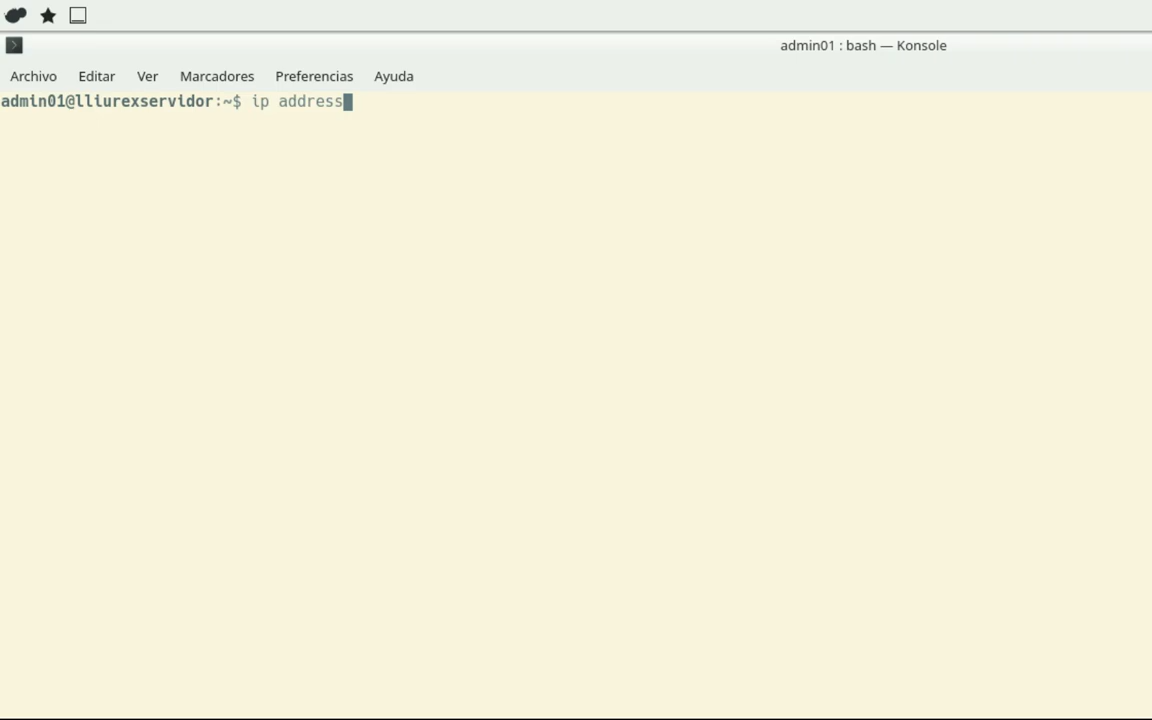 admin01 : bash — Konsole
Archivo Editar Ver Marcadores Preferencias Ayuda
admin01@lliurexservidor:~$ ip address